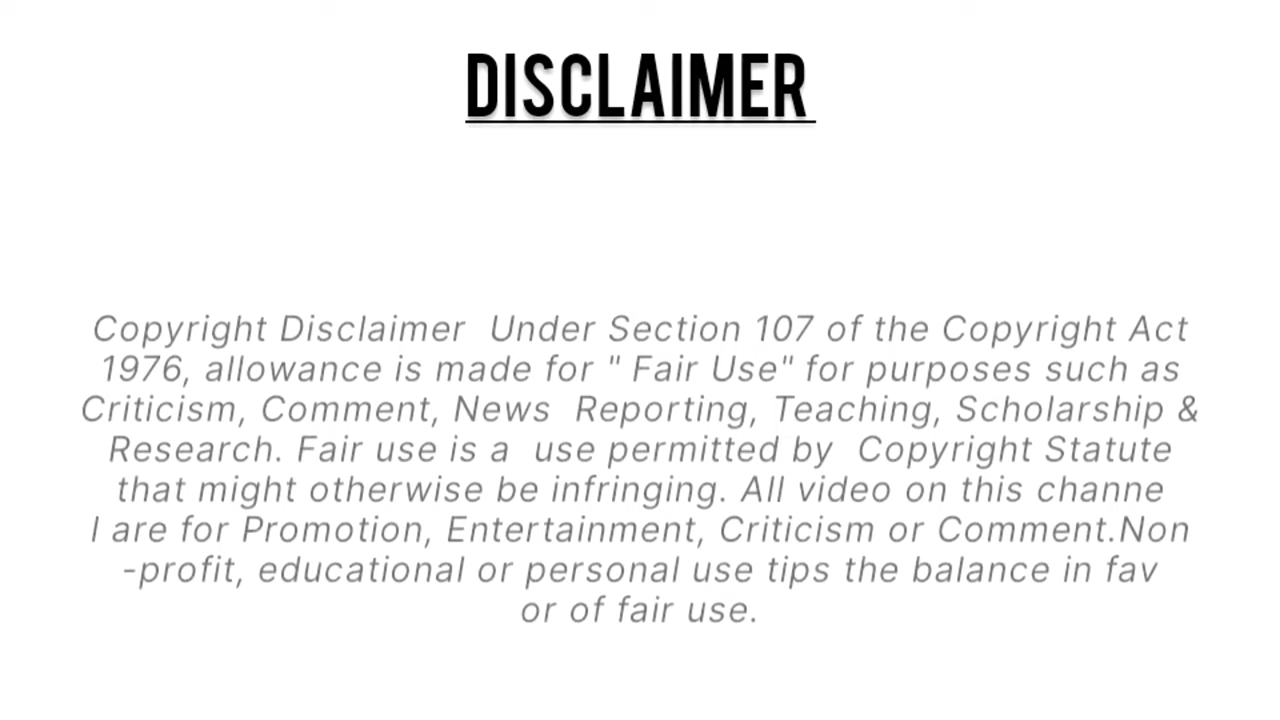 DISCLAIMER
Copyright Disclaimer  Under Section 107 of the Copyright Act
1976, allowance is made for " Fair Use" for purposes such as
Criticism, Comment, News  Reporting, Teaching, Scholarship &
Research. Fair use is a  use permitted by  Copyright Statute
that might otherwise be infringing. All video on this channe
l are for Promotion, Entertainment, Criticism or Comment.Non
-profit, educational or personal use tips the balance in fav
or of fair use.